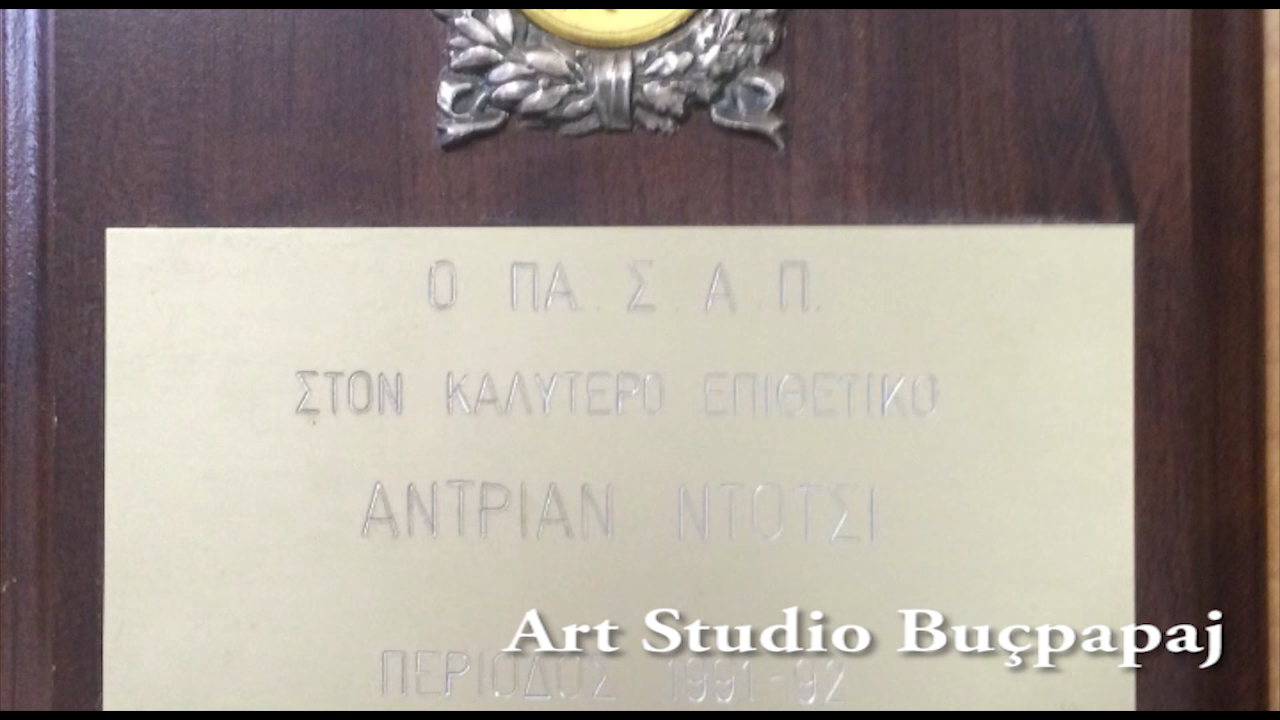 Ο ΠΑ. Σ. Α. Π.
ΣΤΟΝ ΚΑΛΥΤΕΡΟ ΕΠΙΘΕΤΙΚΟ
ΑΝΤΡΙΑΝ ΝΤΟΤΣΙ
Art Studio Buçpapaj
ΠΕΡΙΟΔΟΣ 1991-92